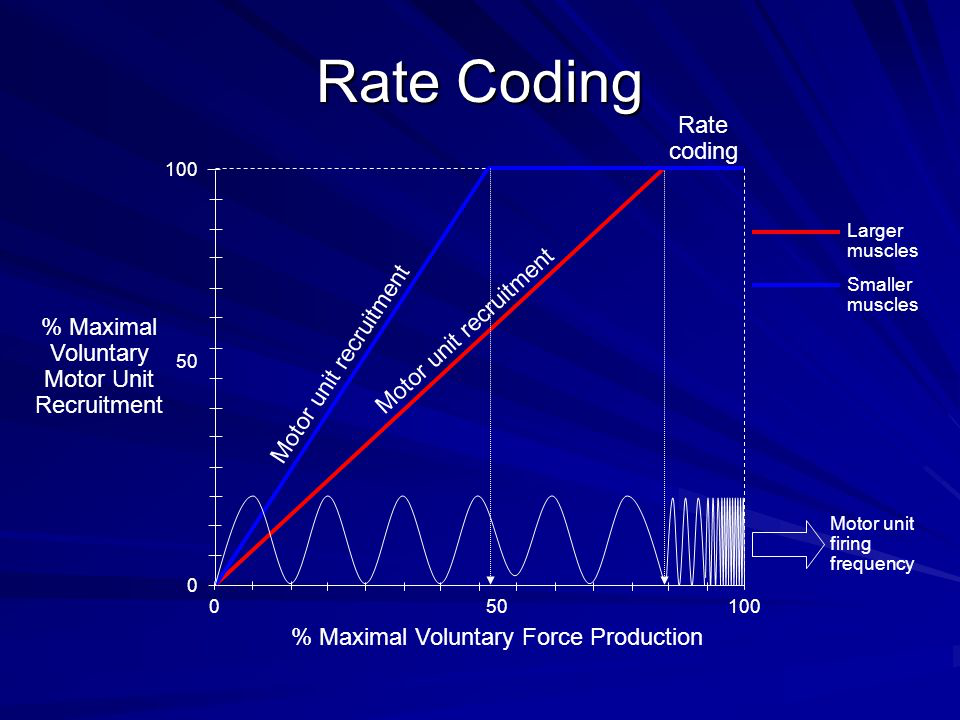 Rate Coding
Rate
coding
100
Larger
muscles
Smaller
muscles
Motor unit recruitment
Motor unit recruitment
% Maximal
Voluntary
Motor Unit
Recruitment
50
Motor unit
firing
frequency
0
0
50
100
% Maximal Voluntary Force Production